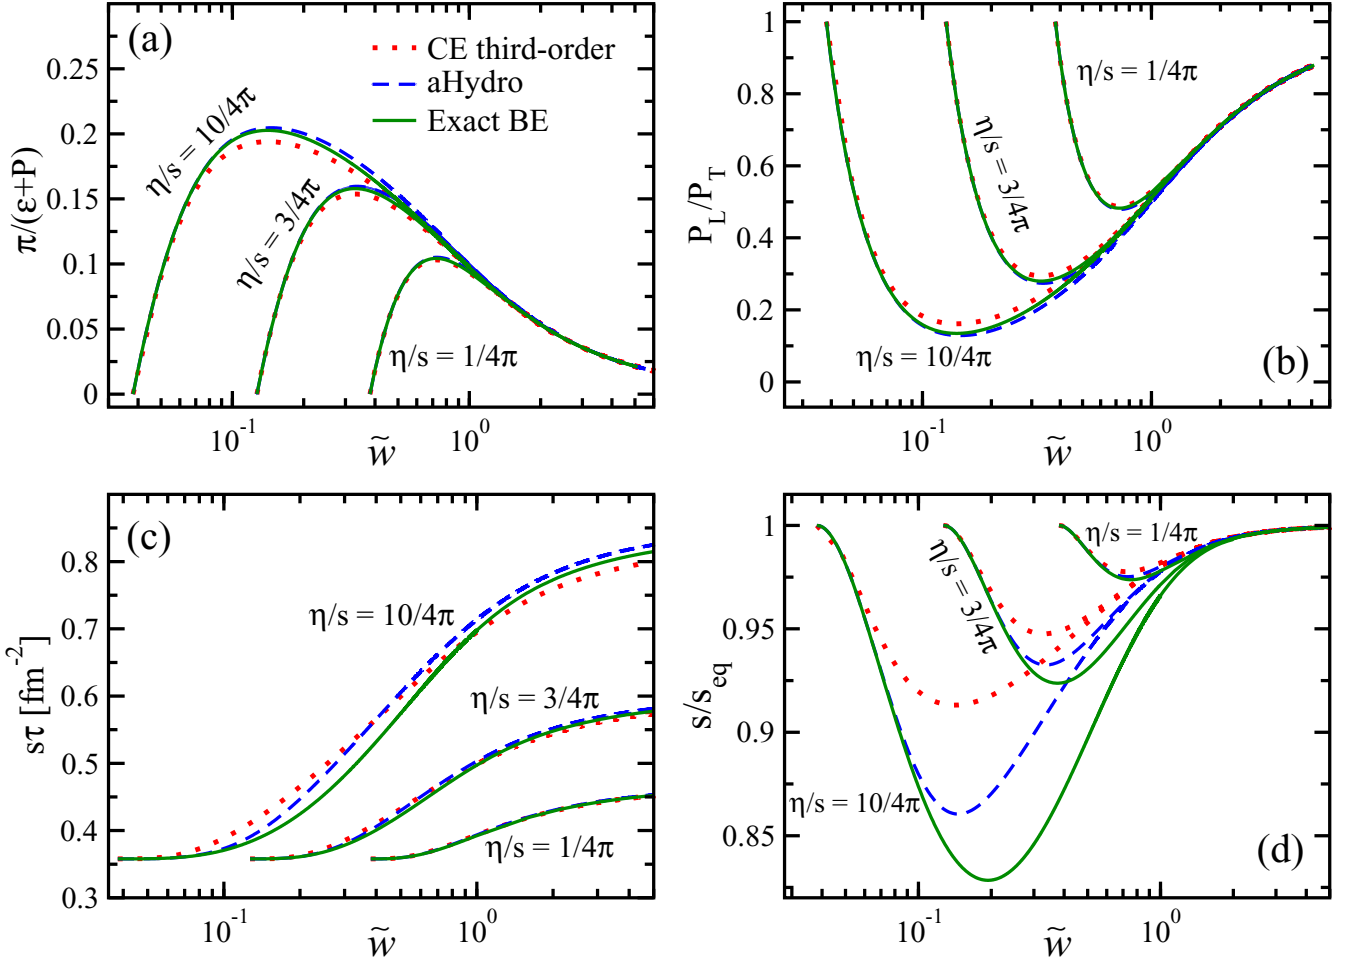 (a)
CE third-order
aHydro
Exact BE
η/s = 10/4π
η/s = 3/4π
η/s = 1/4π
π/(ε+P)
0.25
0.2
0.15
0.1
0.05
0
10⁻¹
10⁰
w̃
(b)
η/s = 1/4π
η/s = 3/4π
η/s = 10/4π
P_L/P_T
1
0.8
0.6
0.4
0.2
0
10⁻¹
10⁰
w̃
(c)
η/s = 10/4π
η/s = 3/4π
η/s = 1/4π
sτ [fm⁻²]
0.8
0.7
0.6
0.5
0.4
0.3
10⁻¹
10⁰
w̃
(d)
η/s = 1/4π
η/s = 3/4π
η/s = 10/4π
s/s_eq
1
0.95
0.9
0.85
10⁻¹
10⁰
w̃